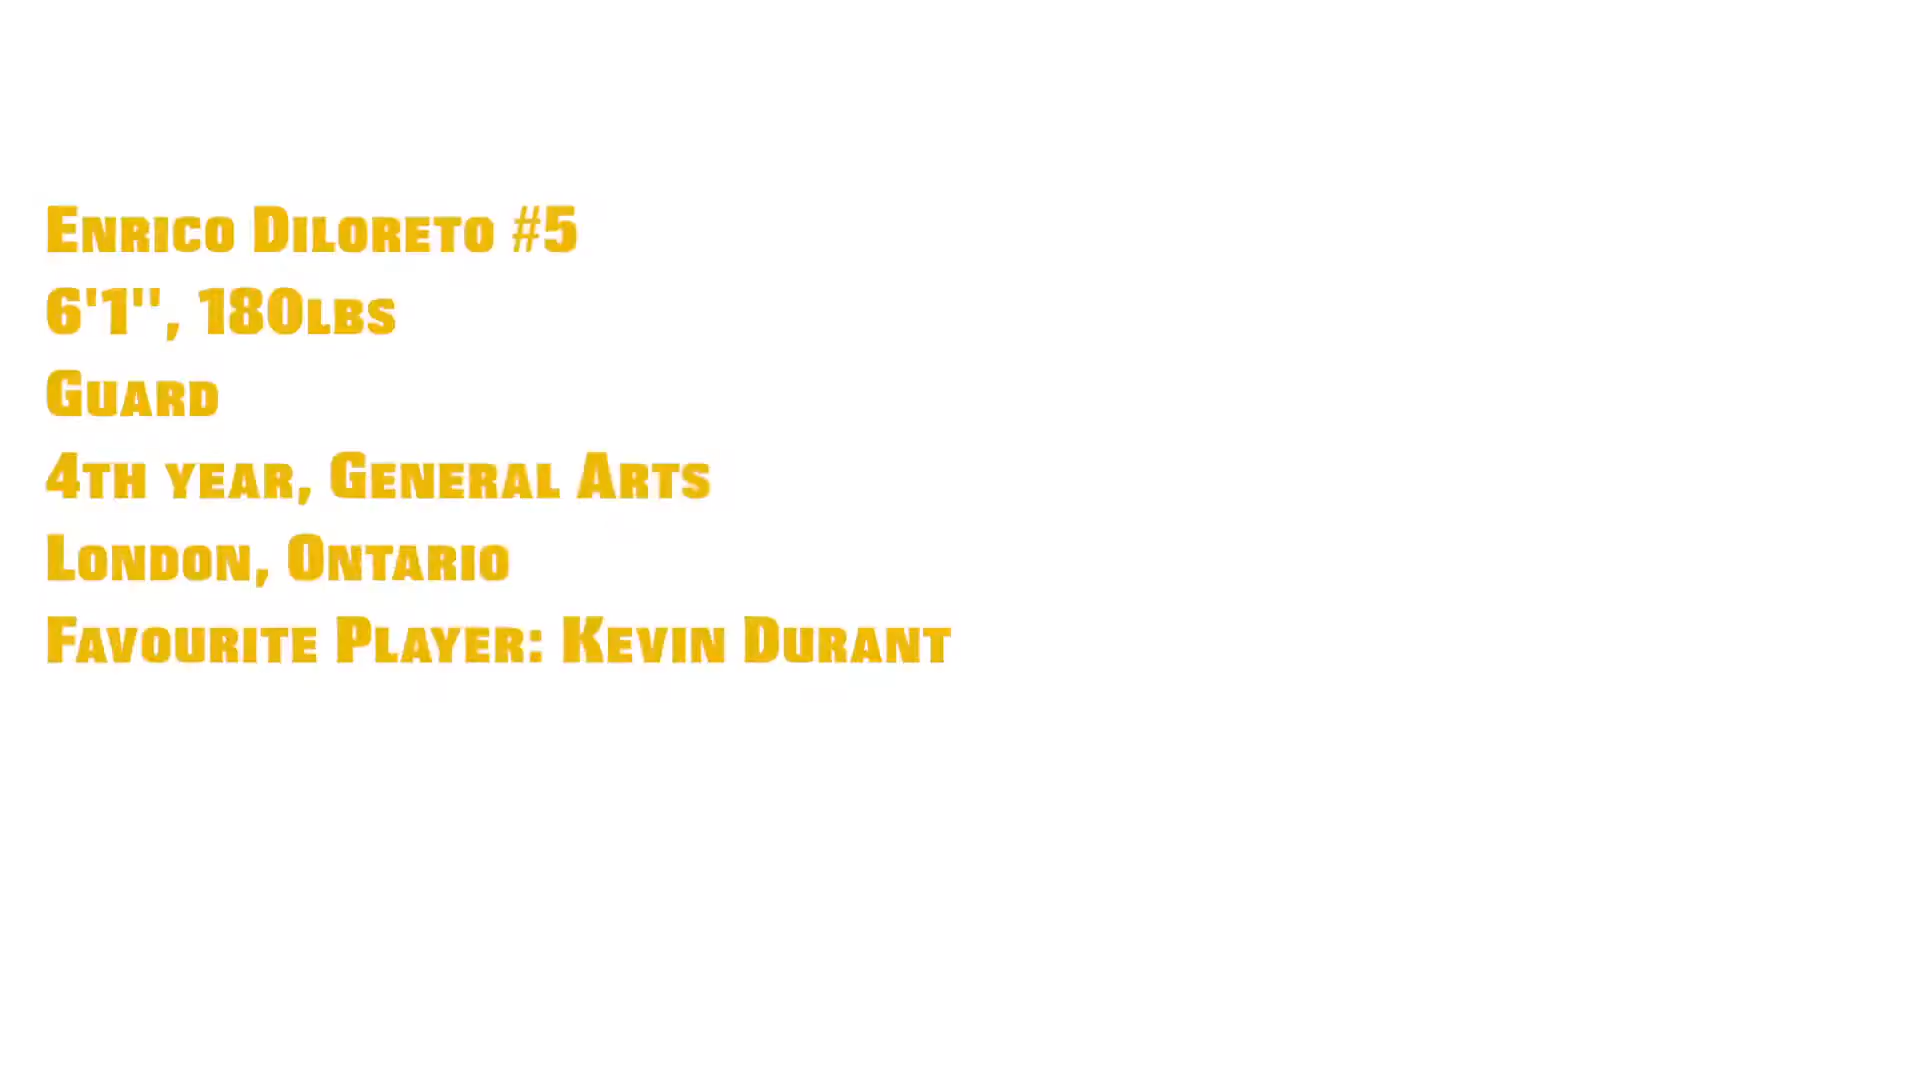 Enrico Diloreto #5
6'1'', 180lbs
Guard
4th year, General Arts
London, Ontario
Favourite Player: Kevin Durant